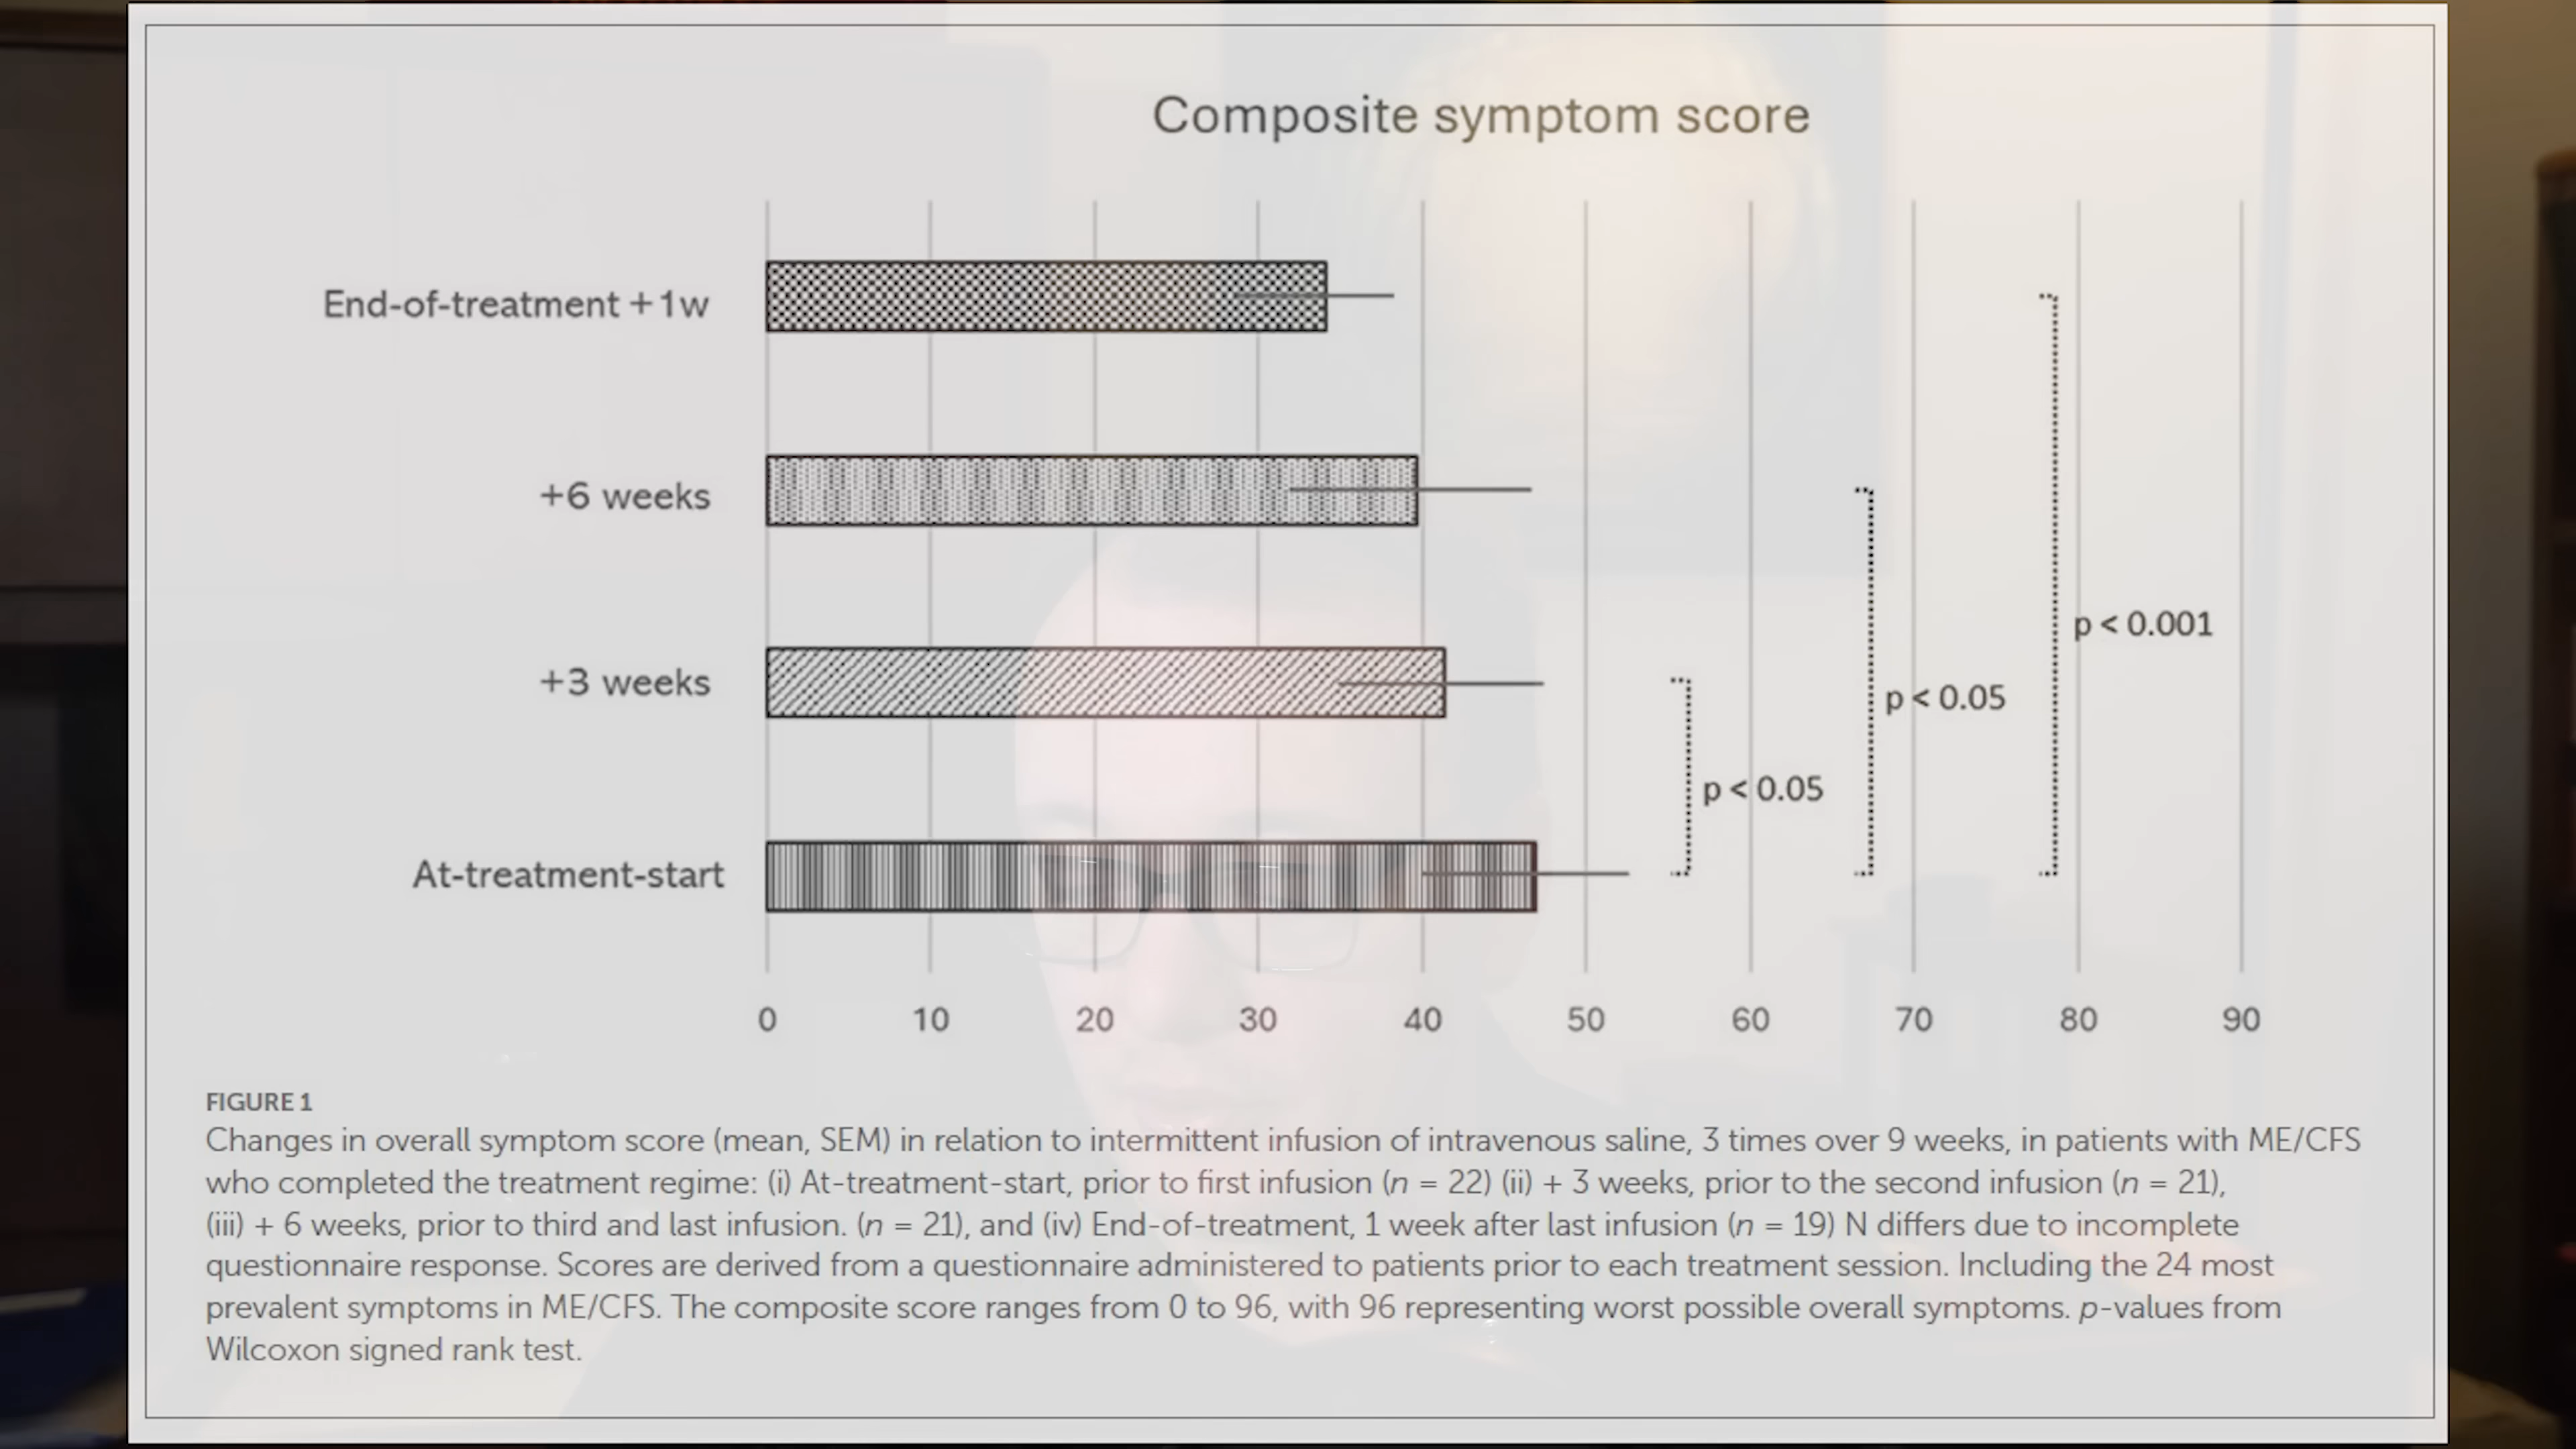 Composite symptom score
End-of-treatment +1w
+6 weeks
+3 weeks
At-treatment-start
p < 0.001
p < 0.05
p < 0.05
0 10 20 30 40 50 60 70 80 90
FIGURE 1
Changes in overall symptom score (mean, SEM) in relation to intermittent infusion of intravenous saline, 3 times over 9 weeks, in patients with ME/CFS
who completed the treatment regime: (i) At-treatment-start, prior to first infusion (n = 22) (ii) + 3 weeks, prior to the second infusion (n = 21),
(iii) + 6 weeks, prior to third and last infusion. (n = 21), and (iv) End-of-treatment, 1 week after last infusion (n = 19) N differs due to incomplete
questionnaire response. Scores are derived from a questionnaire administered to patients prior to each treatment session. Including the 24 most
prevalent symptoms in ME/CFS. The composite score ranges from 0 to 96, with 96 representing worst possible overall symptoms. p-values from
Wilcoxon signed rank test.